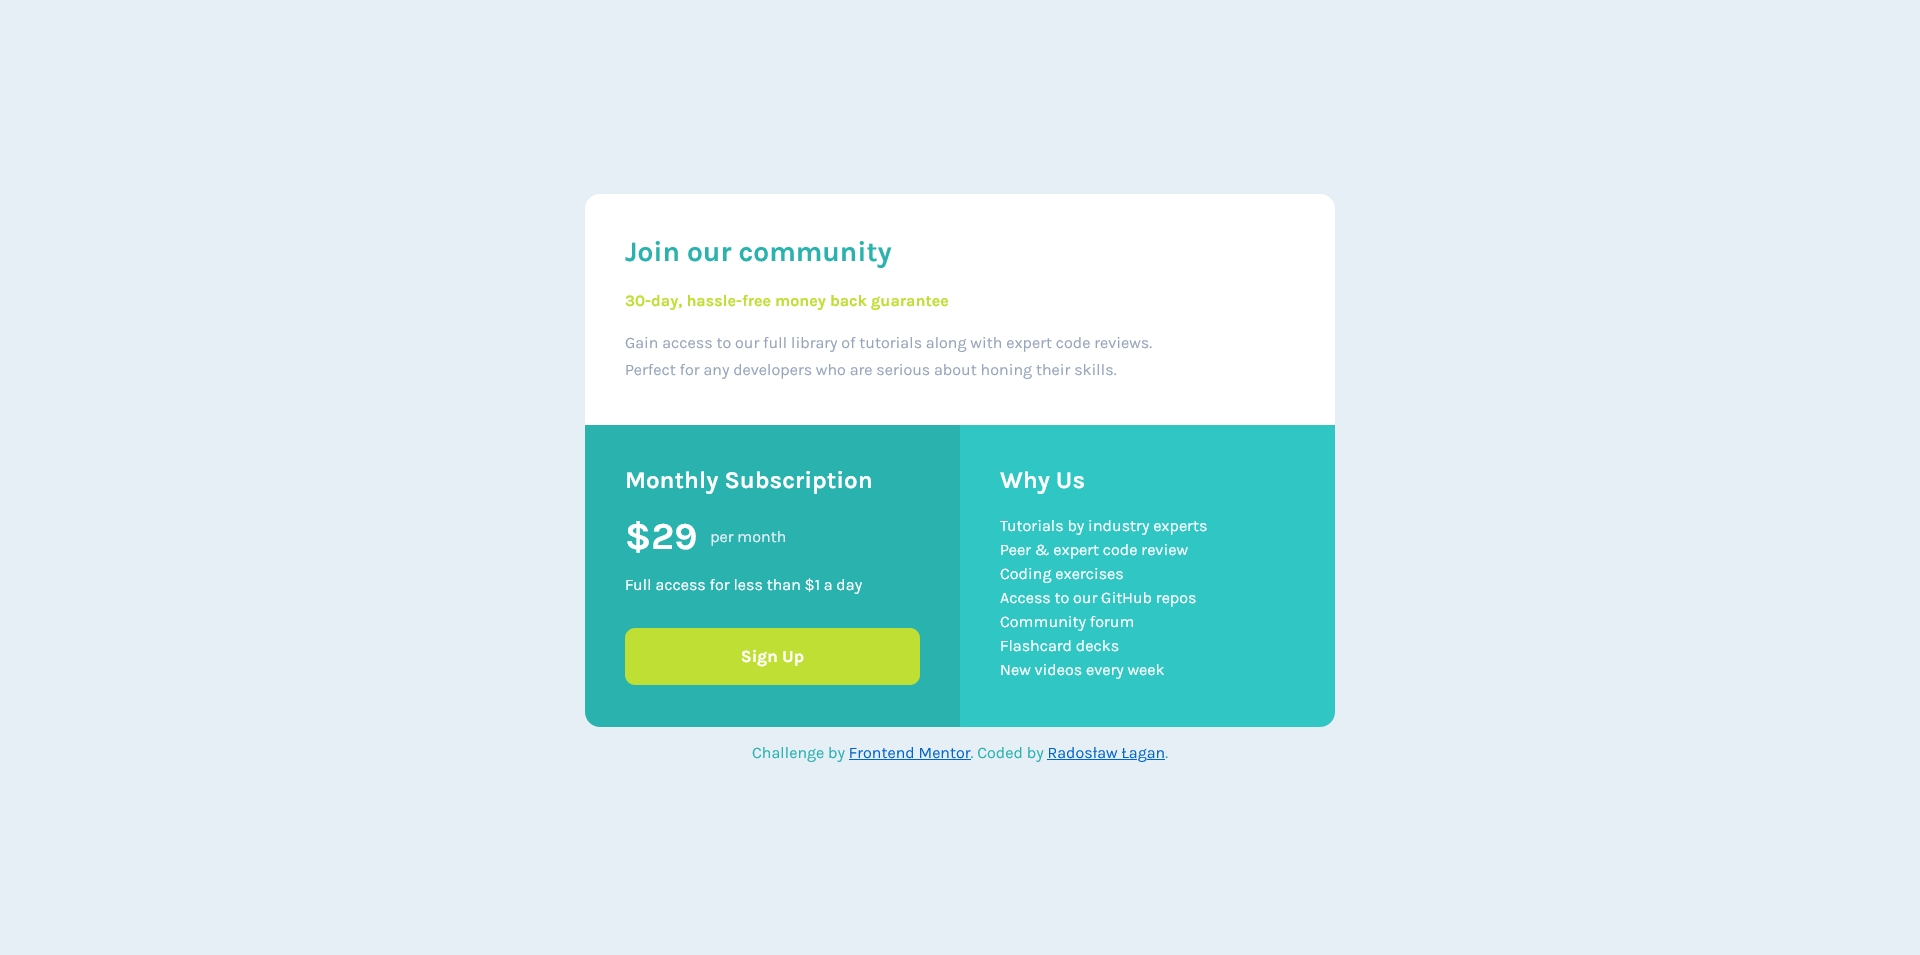 Join our community
30-day, hassle-free money back guarantee
Gain access to our full library of tutorials along with expert code reviews.
Perfect for any developers who are serious about honing their skills.
Monthly Subscription
$29 per month
Full access for less than $1 a day
Sign Up
Why Us
Tutorials by industry experts
Peer & expert code review
Coding exercises
Access to our GitHub repos
Community forum
Flashcard decks
New videos every week
Challenge by Frontend Mentor. Coded by Radosław Łagan.